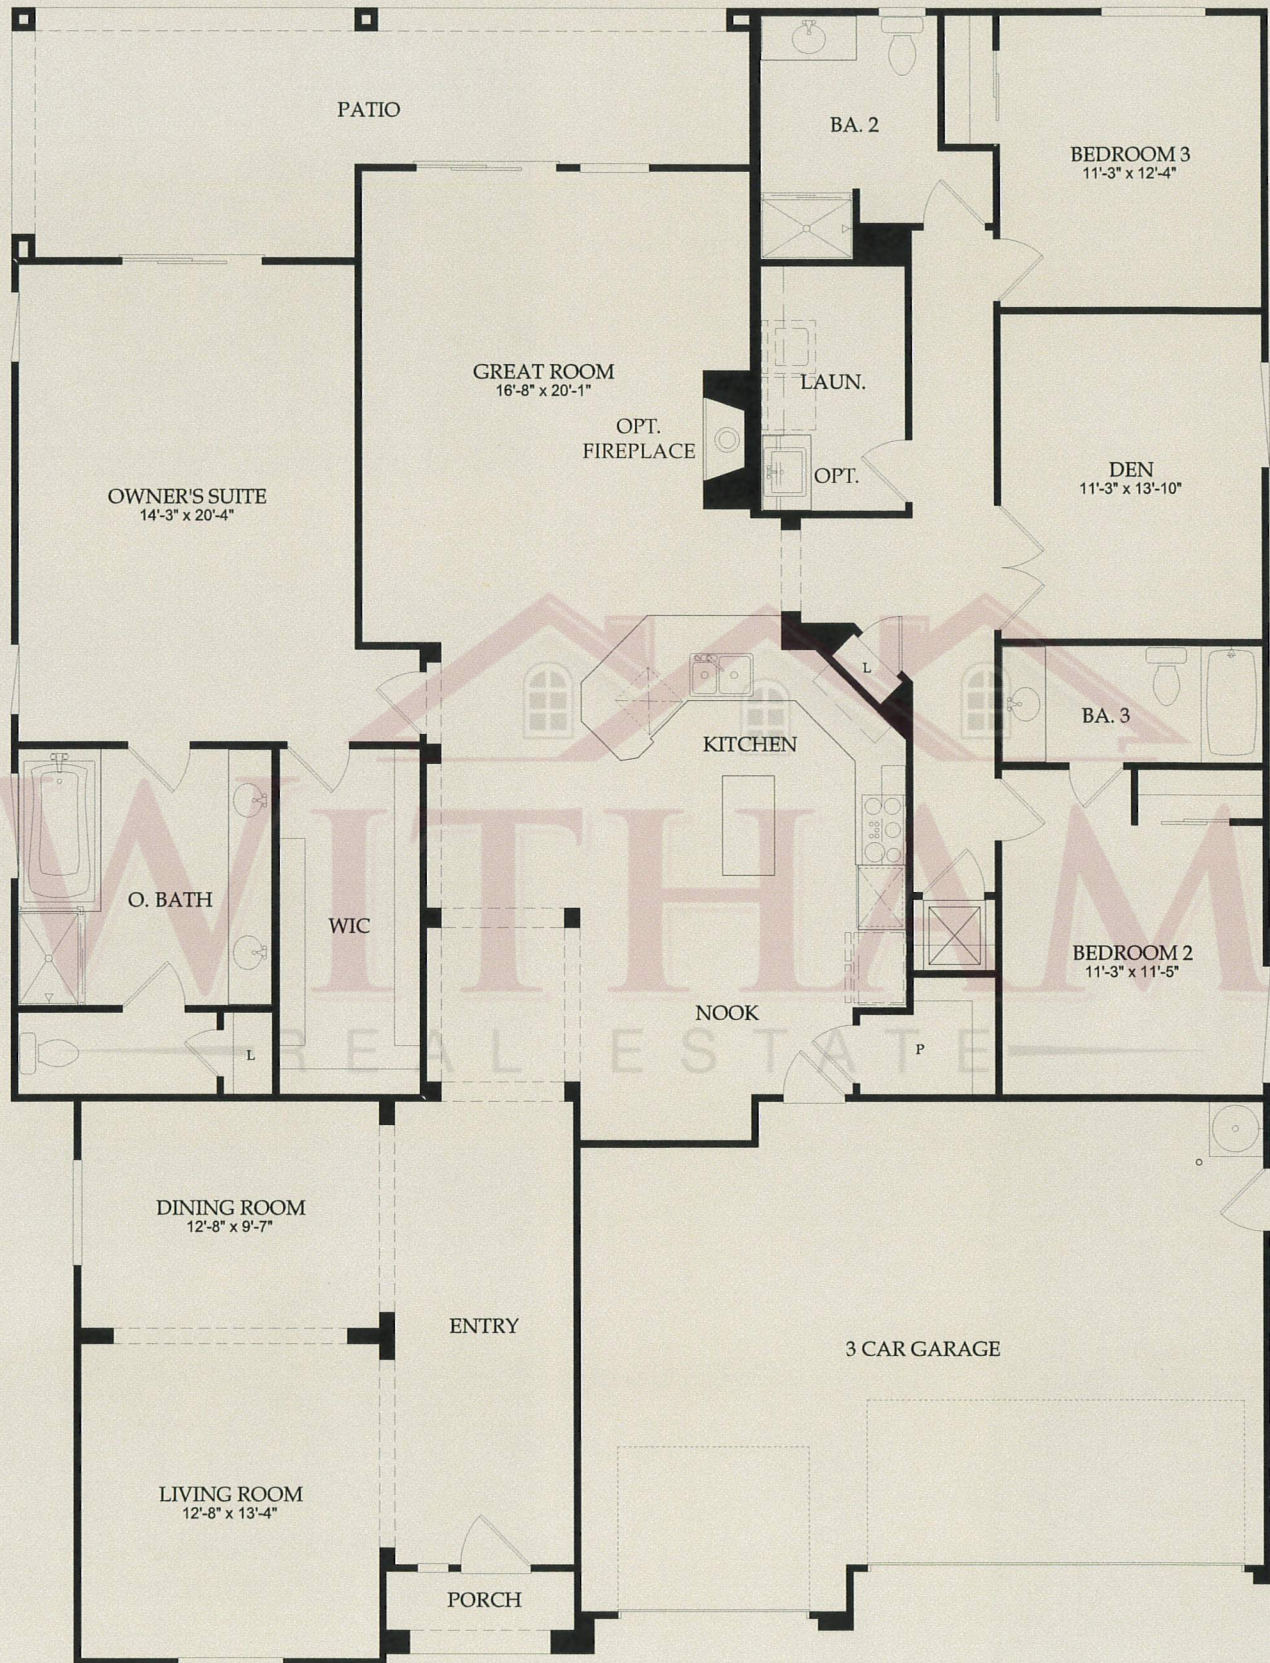 PATIO
BA. 2
BEDROOM 3
11'-3" x 12'-4"
GREAT ROOM
16'-8" x 20'-1"
OPT.
FIREPLACE
LAUN.
OPT.
DEN
11'-3" x 13'-10"
OWNER'S SUITE
14'-3" x 20'-4"
L
BA. 3
KITCHEN
WITHAM
REAL ESTATE
O. BATH
WIC
BEDROOM 2
11'-3" x 11'-5"
NOOK
P
L
DINING ROOM
12'-8" x 9'-7"
ENTRY
3 CAR GARAGE
LIVING ROOM
12'-8" x 13'-4"
PORCH